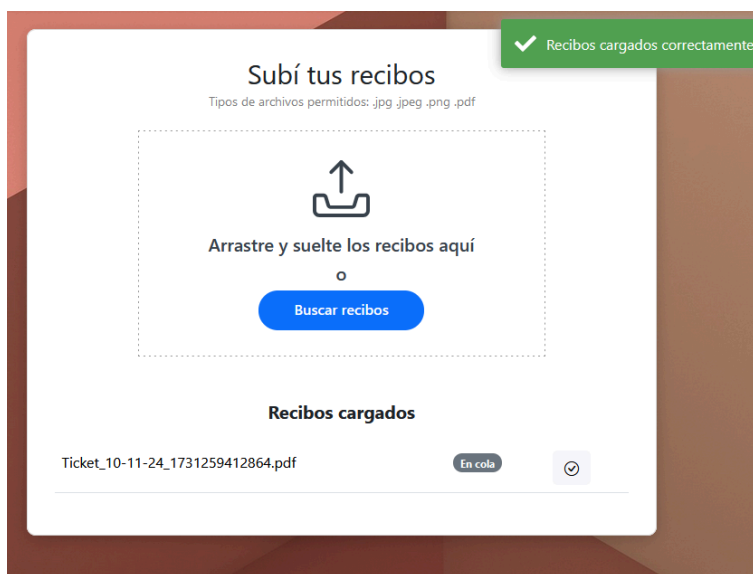 Recibos cargados correctamente
Subí tus recibos
Tipos de archivos permitidos: .jpg .jpeg .png .pdf
Arrastre y suelte los recibos aquí
o
Buscar recibos
Recibos cargados
Ticket_10-11-24_1731259412864.pdf En cola